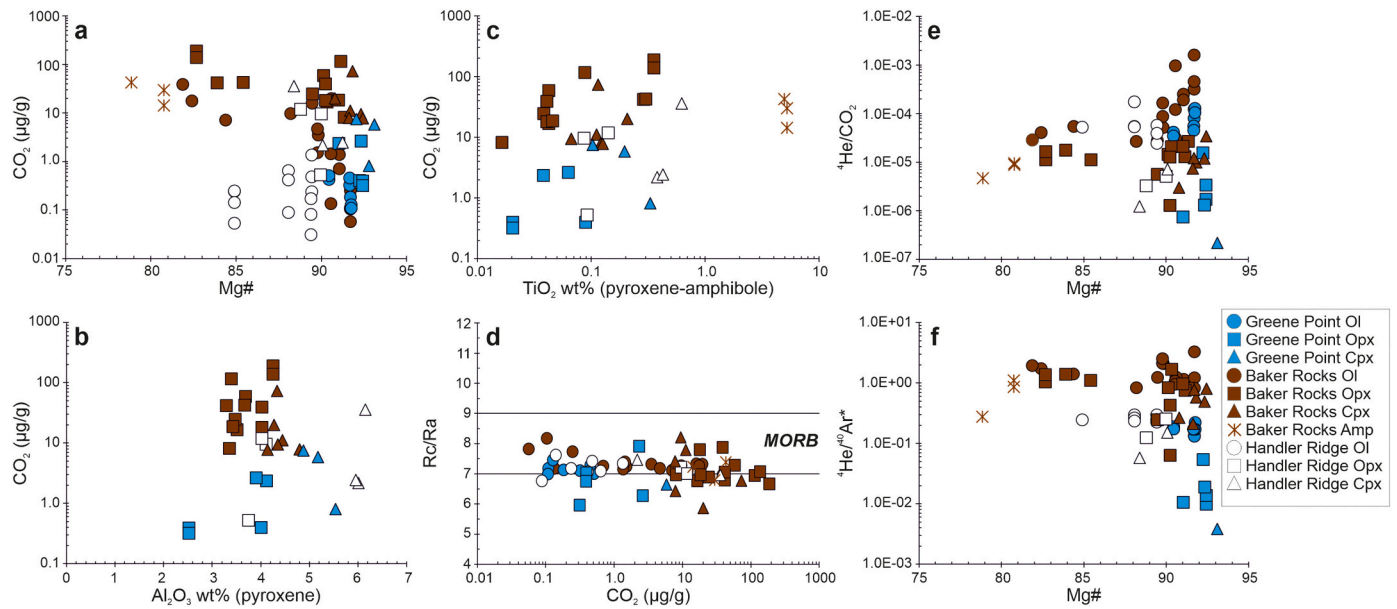 a
1000
100
10
1.0
0.1
0.01
CO₂ (µg/g)
75 80 85 90 95
Mg#
c
1000
100
10
1.0
0.1
CO₂ (µg/g)
0.01 0.1 1.0 10
TiO₂ wt% (pyroxene-amphibole)
e
1.0E-02
1.0E-03
1.0E-04
1.0E-05
1.0E-06
1.0E-07
⁴He/CO₂
75 80 85 90 95
Mg#
b
1000
100
10
1.0
0.1
CO₂ (µg/g)
0 1 2 3 4 5 6 7
Al₂O₃ wt% (pyroxene)
d
12
11
10
9
8
7
6
5
4
Rc/Ra
MORB
0.01 0.1 1.0 10 100 1000
CO₂ (µg/g)
f
1.0E+01
1.0E+00
1.0E-01
1.0E-02
1.0E-03
⁴He/⁴⁰Ar*
75 80 85 90 95
Mg#
Greene Point Ol
Greene Point Opx
Greene Point Cpx
Baker Rocks Ol
Baker Rocks Opx
Baker Rocks Cpx
Baker Rocks Amp
Handler Ridge Ol
Handler Ridge Opx
Handler Ridge Cpx